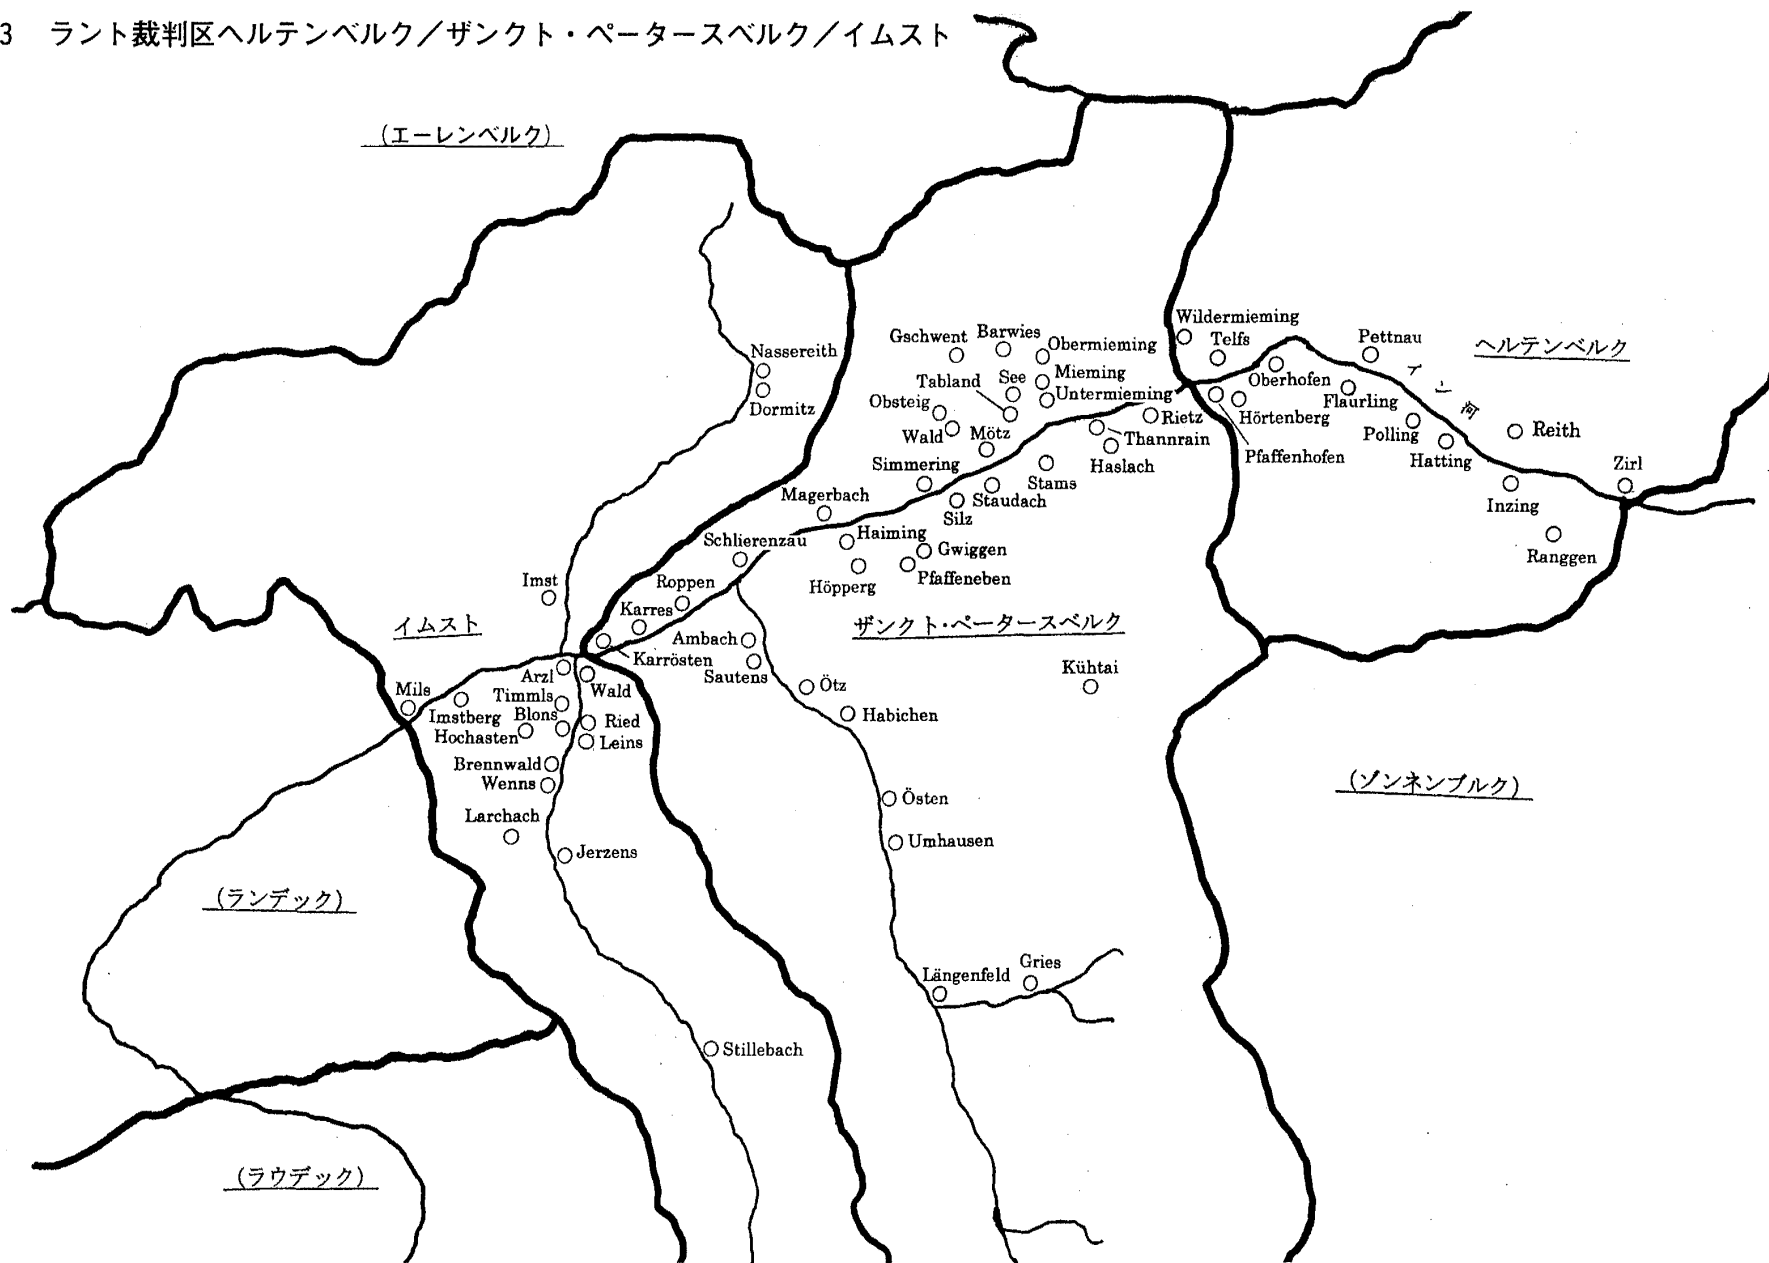 3 ラント裁判区ヘルテンベルク／ザンクト・ペータースベルク／イムスト
(エーレンベルク)
Nassereith
Dormitz
Gschwent
Barwies
Obermieming
Mieming
See
Tabland
Untermieming
Obsteig
Wald
Mötz
Simmering
Magerbach
Schlierenzau
Haiming
Höpperg
Gwiggen
Pfaffeneben
Silz
Staudach
Stams
Haslach
Thannrain
Rietz
Wildermieming
Telfs
Oberhofen
Hörtenberg
Pfaffenhofen
Pettnau
Flaurling
Polling
Hatting
イン河
ヘルテンベルク
Reith
Inzing
Zirl
Ranggen
Imst
イムスト
Roppen
Karres
Karrösten
Ambach
Sautens
Ötz
Habichen
ザンクト・ペータースベルク
Kühtai
Mils
Imstberg
Arzl
Timmls
Blons
Hochasten
Wald
Ried
Leins
Brennwald
Wenns
Larchach
Jerzens
Östen
Umhausen
(ゾンネンブルク)
(ランデック)
Längenfeld
Gries
Stillebach
(ラウデック)